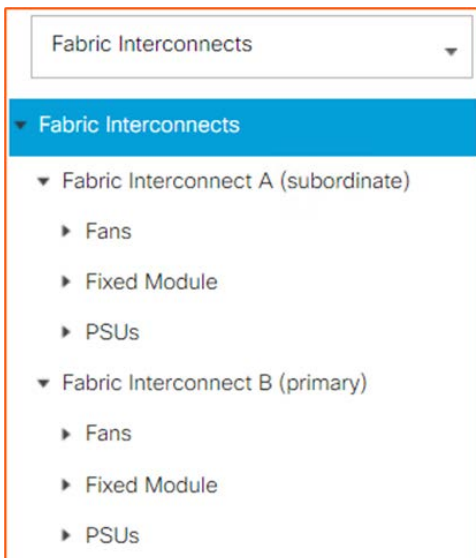 Fabric Interconnects
Fabric Interconnects
Fabric Interconnect A (subordinate)
Fans
Fixed Module
PSUs
Fabric Interconnect B (primary)
Fans
Fixed Module
PSUs